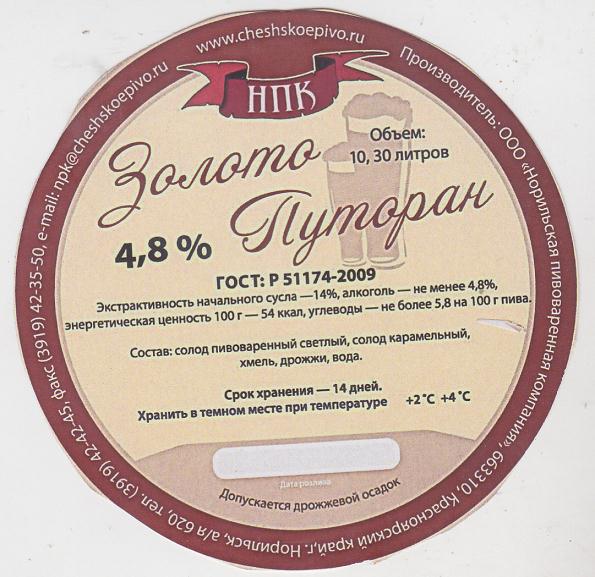 www.cheshskoepivo.ru
Производитель: ООО «Норильская пивоваренная компания», 663310, Красноярский край,г. Норильск, а/я 620, тел. (3919) 42-42-45, факс (3919) 42-35-50, e-mail: npk@cheshskoepivo.ru
НПК
Золото
Путоран
Объем:
10, 30 литров
4,8 %
ГОСТ: Р 51174-2009
Экстрактивность начального сусла —14%, алкоголь — не менее 4,8%,
энергетическая ценность 100 г — 54 ккал, углеводы — не более 5,8 на 100 г пива.
Состав: солод пивоваренный светлый, солод карамельный,
хмель, дрожжи, вода.
Срок хранения — 14 дней.
Хранить в темном месте при температуре +2˚C +4˚C
Дата розлива
Допускается дрожжевой осадок